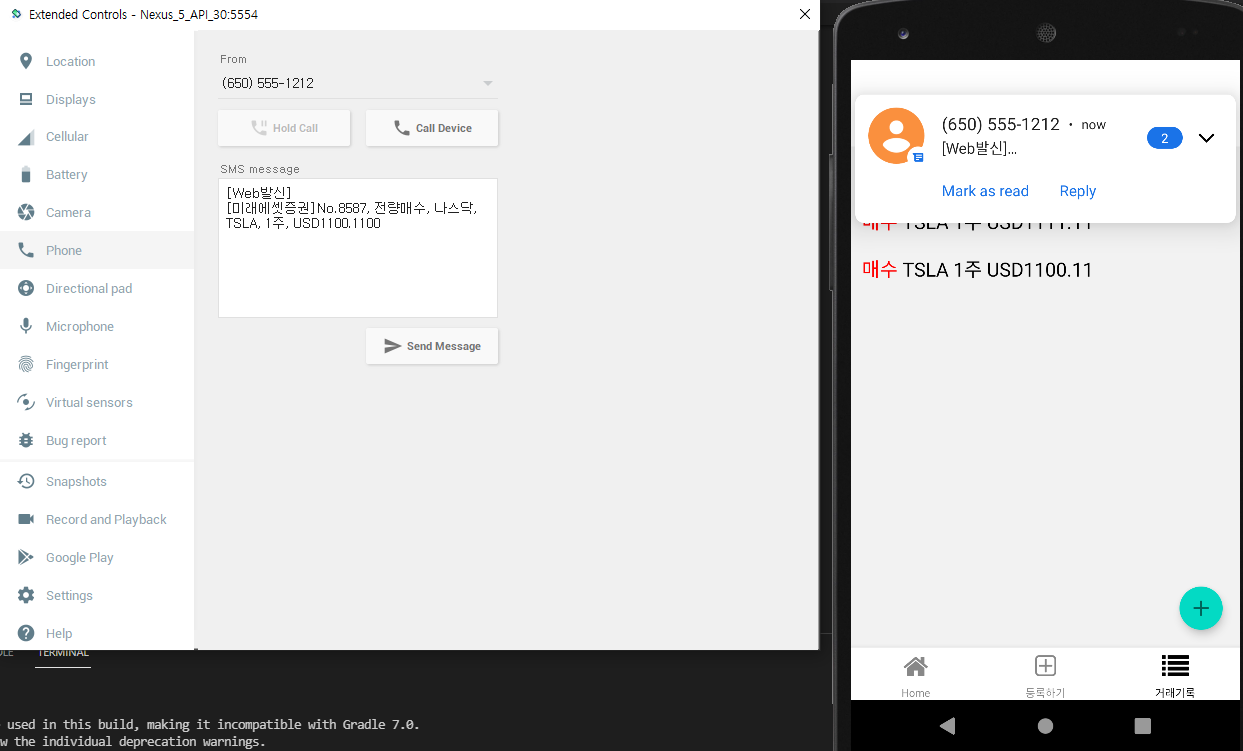 Extended Controls - Nexus_5_API_30:5554
Location
Displays
Cellular
Battery
Camera
Phone
Directional pad
Microphone
Fingerprint
Virtual sensors
Bug report
Snapshots
Record and Playback
Google Play
Settings
Help
From
(650) 555-1212
Hold Call
Call Device
SMS message
[Web발신]
[미래에셋증권]No.8587, 전량매수, 나스닥,
TSLA, 1주, USD1100.1100
Send Message
TERMINAL
used in this build, making it incompatible with Gradle 7.0.
the individual deprecation warnings.
(650) 555-1212 · now
[Web발신]...
2
Mark as read Reply
매수 TSLA 1주 USD1111.11
매수 TSLA 1주 USD1100.11
Home
등록하기
거래기록